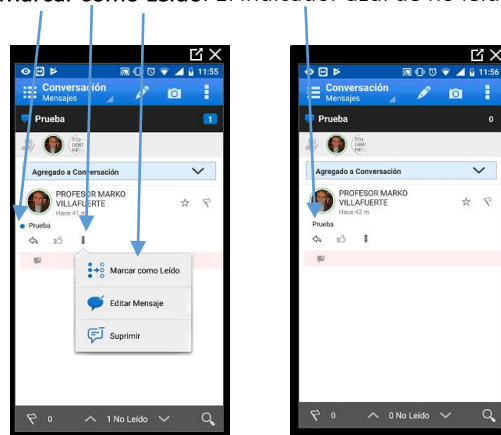 Marcar como Leído. El indicador azul de no leíd
11:55
Conversación
Mensajes
Prueba
1
Agregado a Conversación
PROFESOR MARKO
VILLAFUERTE
Hace 41 m
Prueba
Marcar como Leído
Editar Mensaje
Suprimir
0
1 No Leído
11:56
Conversación
Mensajes
Prueba
0
Agregado a Conversación
PROFESOR MARKO
VILLAFUERTE
Hace 42 m
Prueba
0
0 No Leído